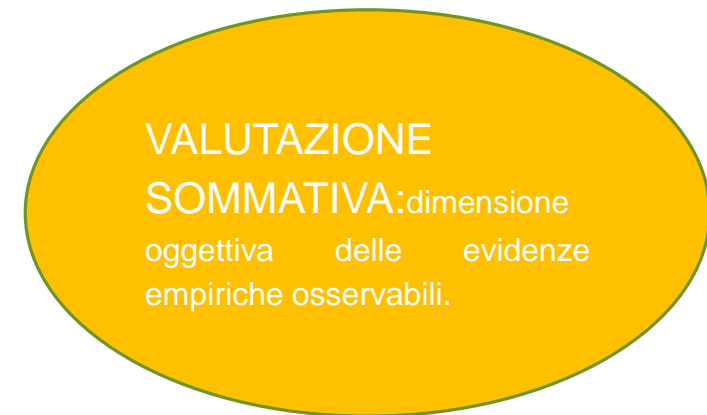 VALUTAZIONE
SOMMATIVA:dimensione
oggettiva delle evidenze
empiriche osservabili.